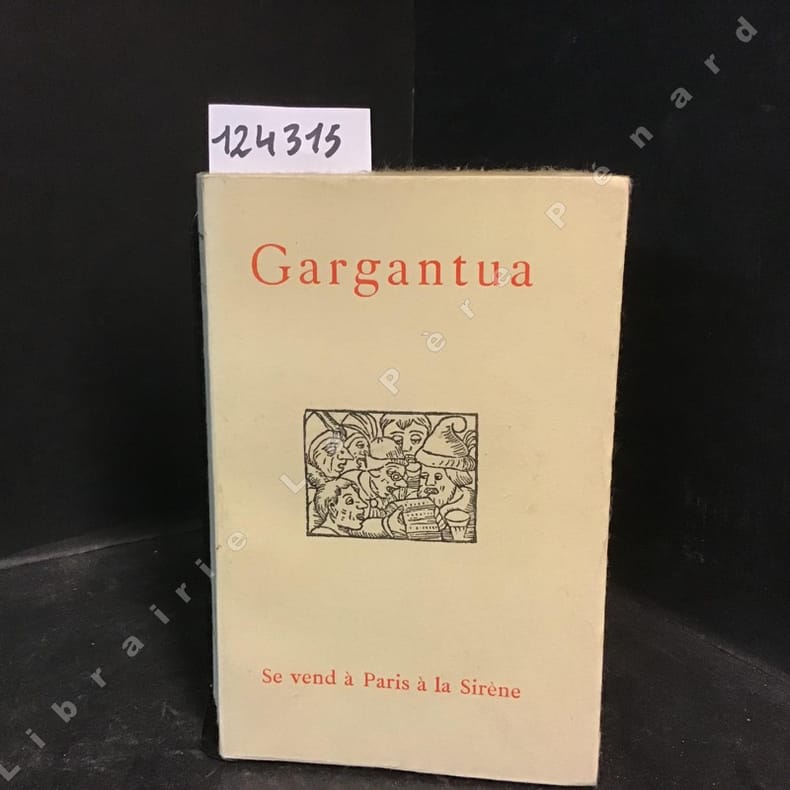 124315
Gargantua
Se vend à Paris à la Sirène
Librairie Le Père Pénard